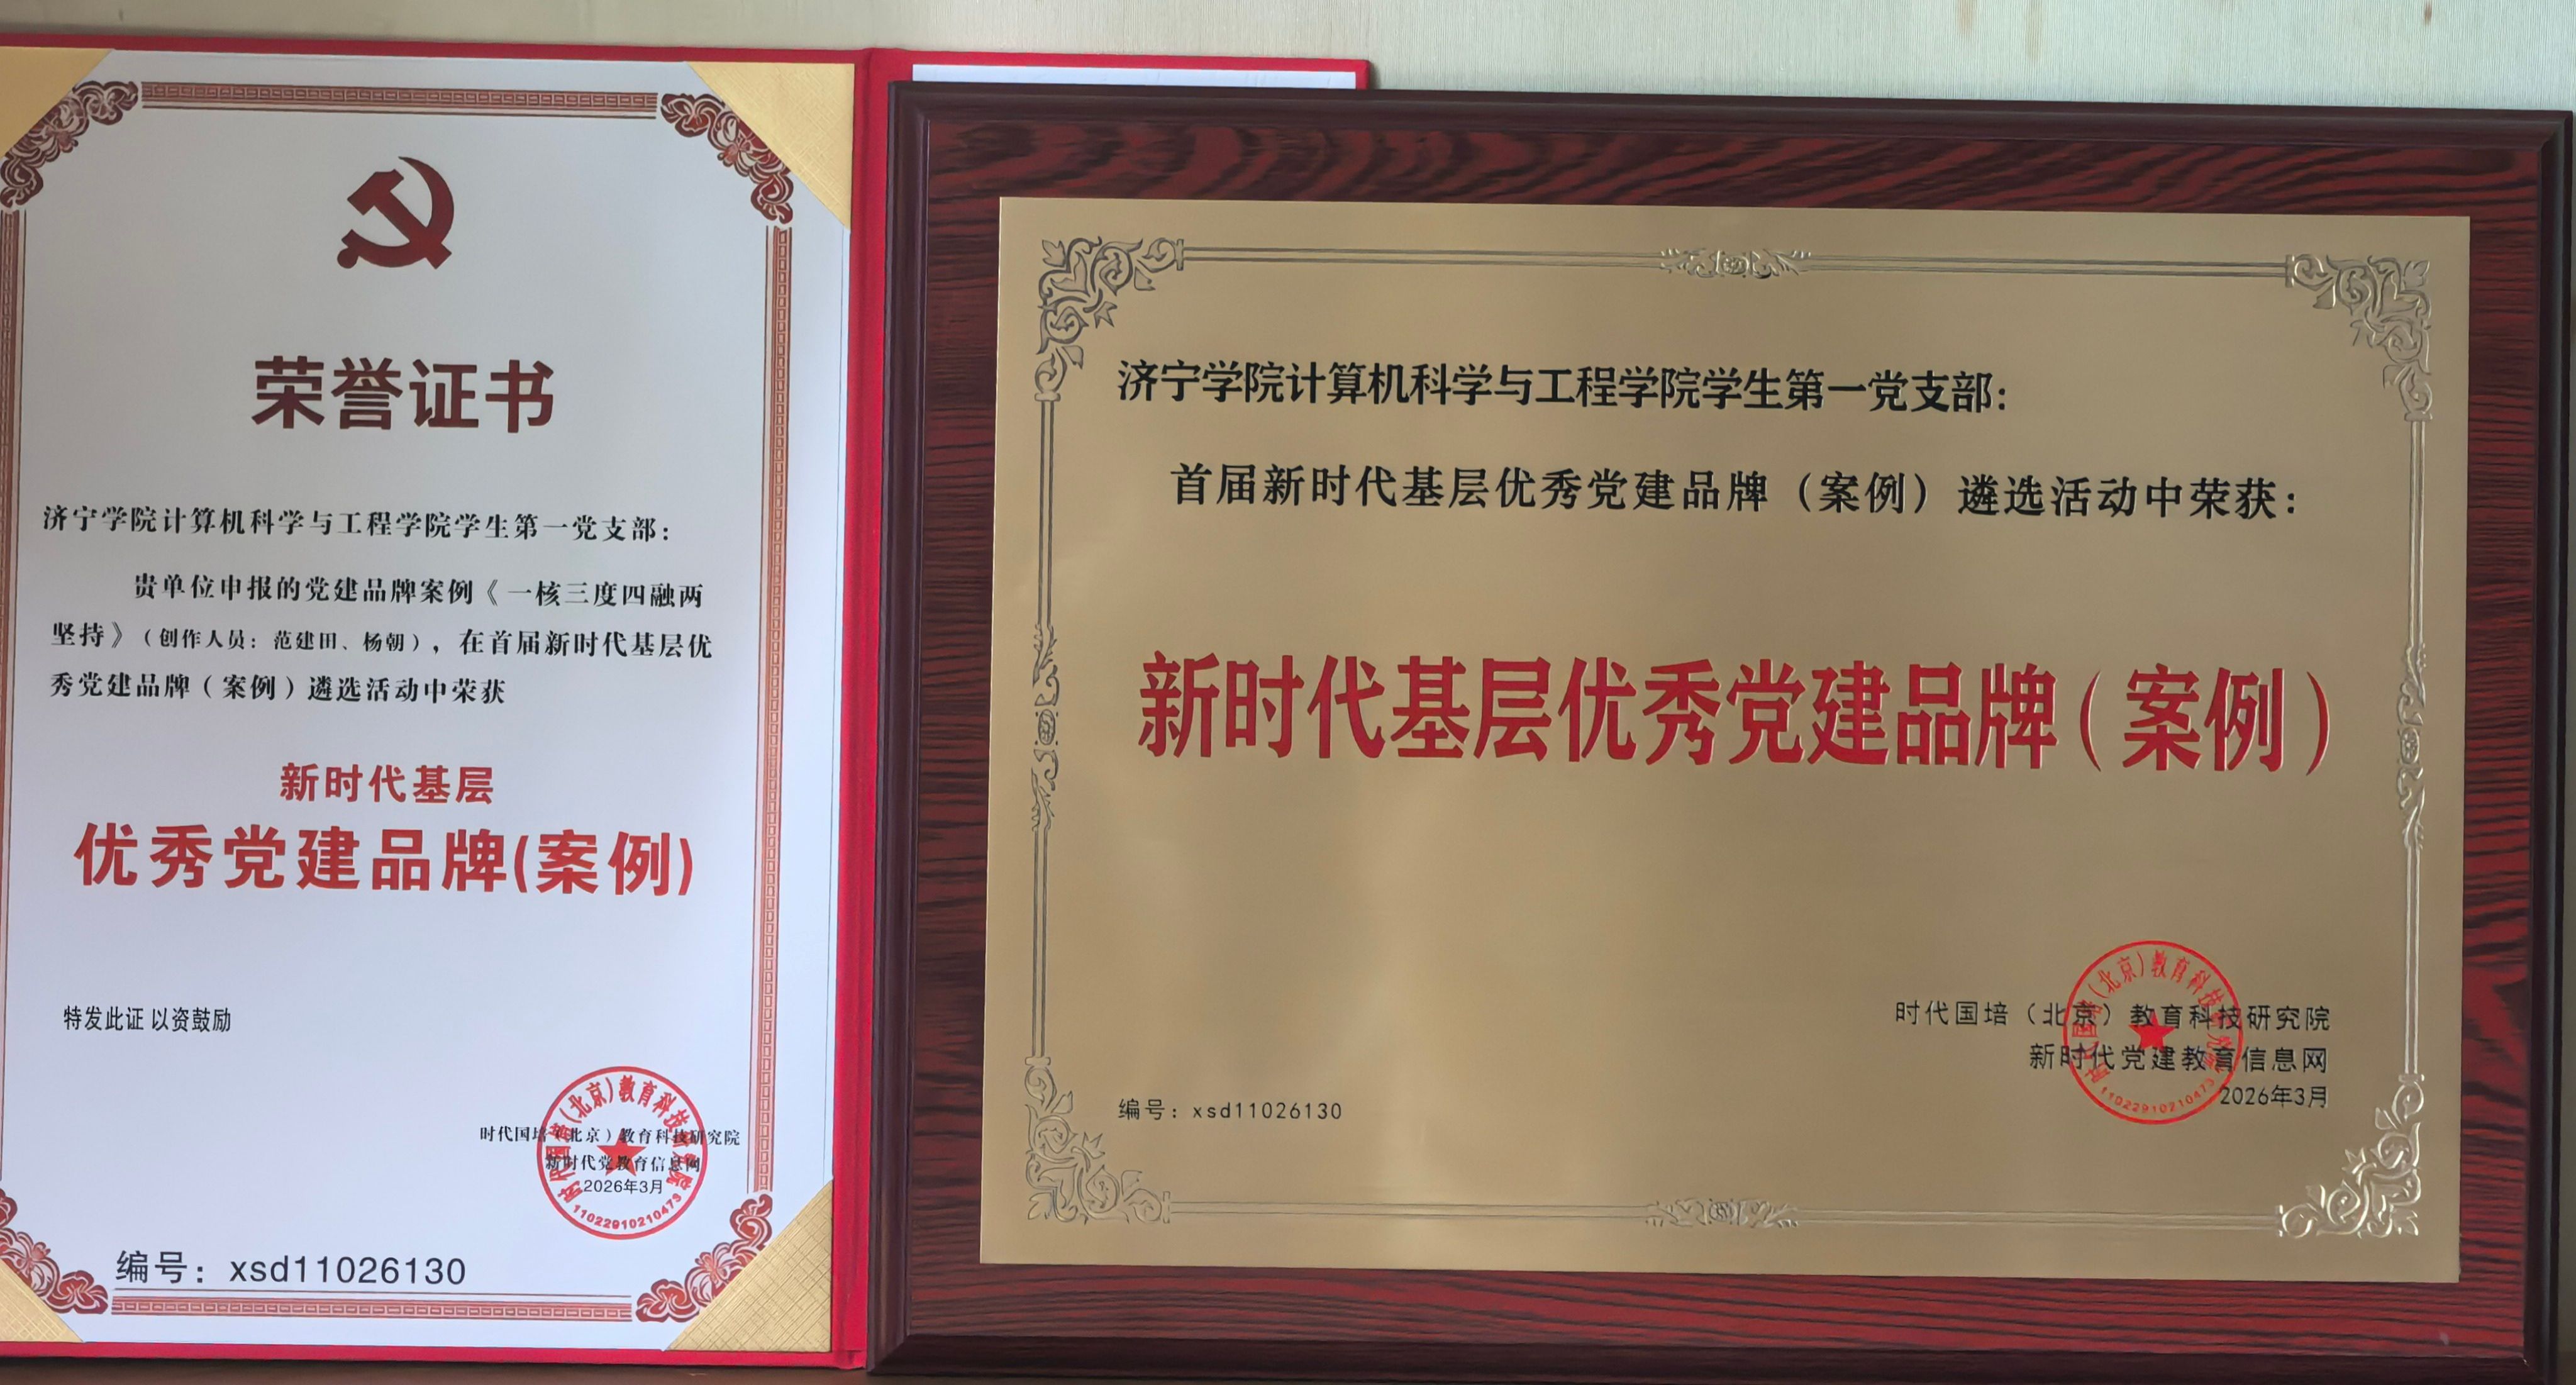 荣誉证书
济宁学院计算机科学与工程学院学生第一党支部：
贵单位申报的党建品牌案例《一核三度四融两
坚持》（创作人员：范建田、杨朝），在首届新时代基层优
秀党建品牌（案例）遴选活动中荣获
新时代基层
优秀党建品牌(案例)
特发此证 以资鼓励
时代国培（北京）教育科技研究院
新时代党教育信息网
2026年3月
11022910210473
编号：xsd11026130
济宁学院计算机科学与工程学院学生第一党支部：
首届新时代基层优秀党建品牌（案例）遴选活动中荣获：
新时代基层优秀党建品牌（案例）
时代国培（北京）教育科技研究院
新时代党建教育信息网
2026年3月
11022910210473
编号：xsd11026130